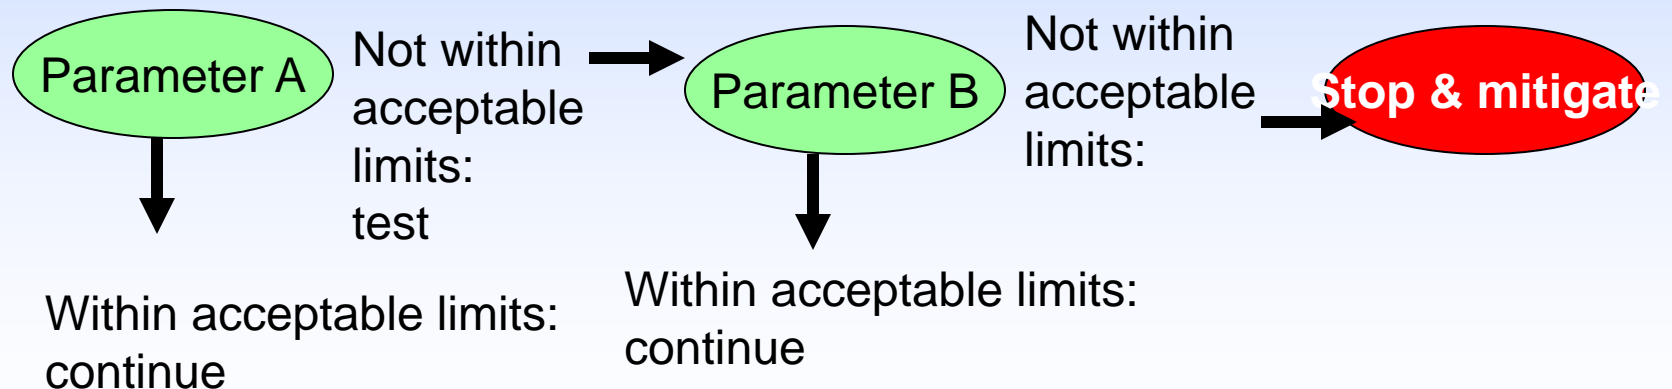 Parameter A
Not within
acceptable
limits:
test
Parameter B
Not within
acceptable
limits:
Stop & mitigate
Within acceptable limits:
continue
Within acceptable limits:
continue